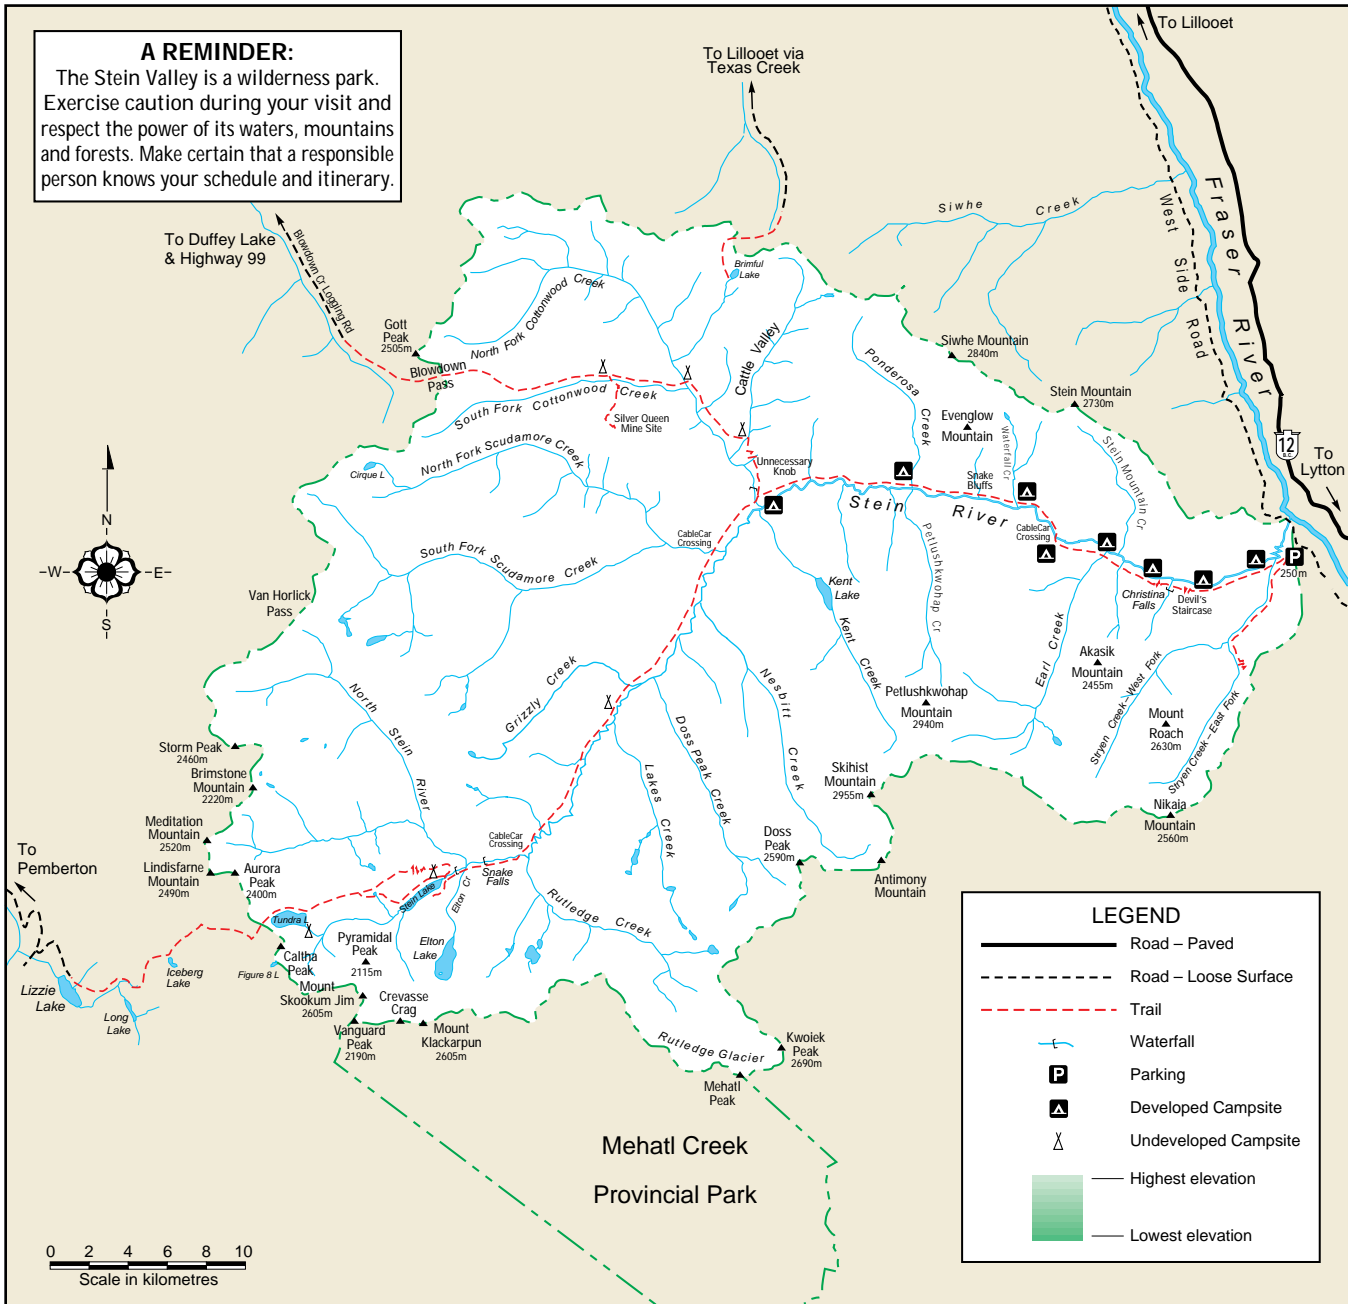 A REMINDER:
The Stein Valley is a wilderness park.
Exercise caution during your visit and
respect the power of its waters, mountains
and forests. Make certain that a responsible
person knows your schedule and itinerary.
To Lillooet via
Texas Creek
To Lillooet
Siwhe Creek
West Side Road
Fraser River
To Duffey Lake
& Highway 99
Blowdown Cr Logging Rd
Brimful
Lake
Gott
Peak
2505m
North Fork Cottonwood Creek
Blowdown
Pass
Cattle Valley
Ponderosa Creek
Siwhe Mountain
2840m
Stein Mountain
2730m
South Fork Cottonwood Creek
Silver Queen
Mine Site
Evenglow
Mountain
Waterfall Cr
Stein Mountain Cr
12
B.C.
To
Lytton
North Fork Scudamore Creek
Cirque L
Unnecessary
Knob
Snake
Bluffs
Stein River
CableCar
Crossing
CableCar
Crossing
N
W
E
S
South Fork Scudamore Creek
Petlushkwohap Cr
P
250m
Van Horlick
Pass
Kent
Lake
Kent Creek
Christina
Falls
Devil's
Staircase
Earl Creek
Akasik
Mountain
2455m
Stryen Creek – West Fork
Grizzly Creek
Nesbitt Creek
North Stein River
Petlushkwohap
Mountain
2940m
Mount
Roach
2630m
Stryen Creek – East Fork
Doss Peak Creek
Storm Peak
2460m
Brimstone
Mountain
2220m
Lakes Creek
Skihist
Mountain
2955m
Nikaia
Mountain
2560m
Meditation
Mountain
2520m
CableCar
Crossing
Doss
Peak
2590m
To
Pemberton
Lindisfarne
Mountain
2490m
Aurora
Peak
2400m
Snake
Falls
Antimony
Mountain
Stein Lake
Elton Cr
Rutledge Creek
Tundra L
Pyramidal
Peak
2115m
Elton
Lake
Caltha
Peak
Iceberg
Lake
Figure 8 L
Lizzie
Lake
Long
Lake
Mount
Skookum Jim
2605m
Crevasse
Crag
Vanguard
Peak
2190m
Mount
Klackarpun
2605m
Rutledge Glacier
Kwoiek
Peak
2690m
Mehatl
Peak
Mehatl Creek
Provincial Park
LEGEND
Road – Paved
Road – Loose Surface
Trail
Waterfall
P Parking
Developed Campsite
Undeveloped Campsite
Highest elevation
Lowest elevation
0 2 4 6 8 10
Scale in kilometres